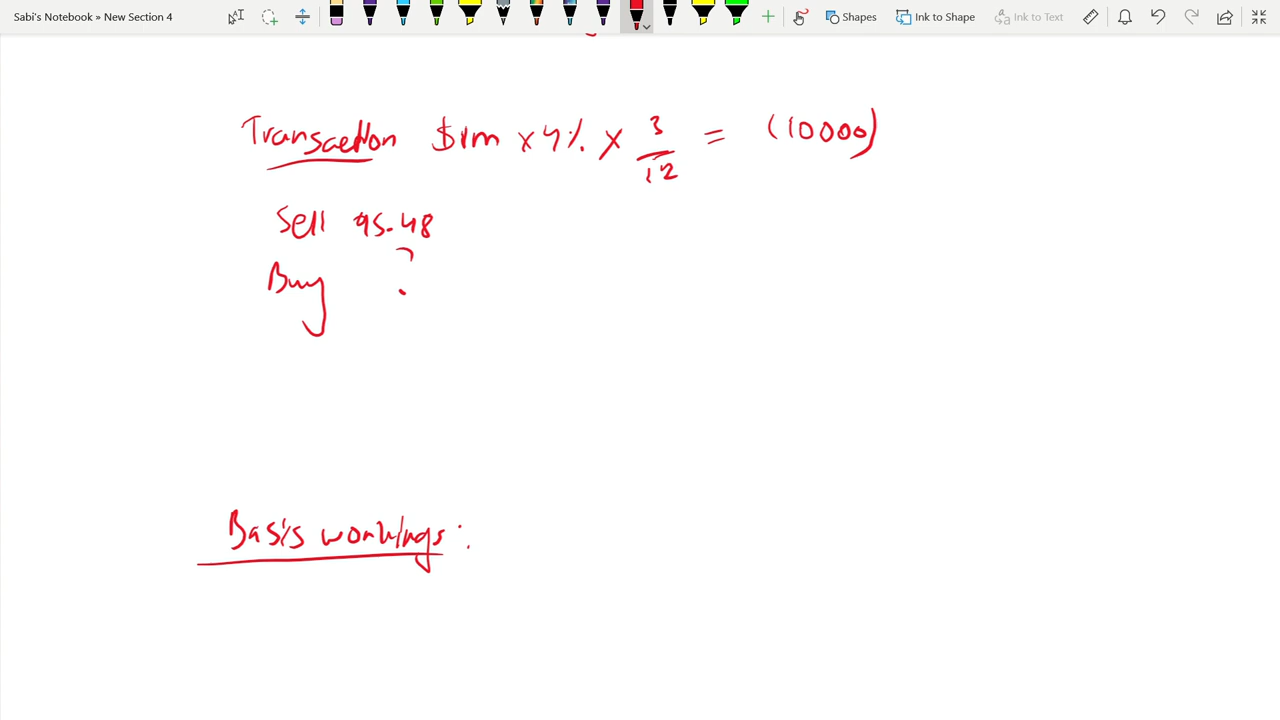 Sabi's Notebook » New Section 4
Shapes
Ink to Shape
Ink to Text
Transaction $1m x 4% x 3/12 = (10000)
Sell 95.48
Buy ?
Basis workings: